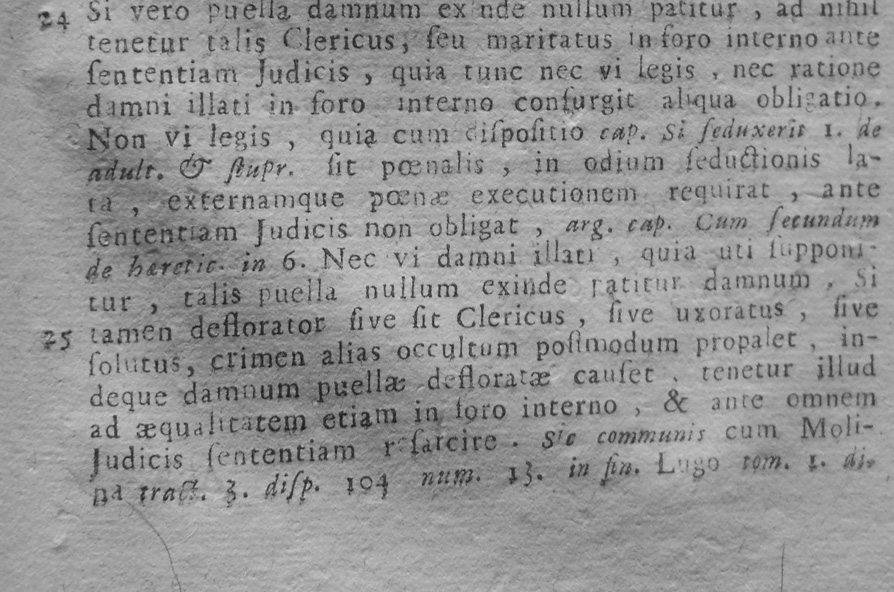 24 Si vero puella damnum exinde nullum patitur, ad nihil
tenetur talis Clericus, ſeu maritatus in foro interno ante
ſententiam Judicis, quia tunc nec vi legis, nec ratione
damni illati in foro interno conſurgit aliqua obligatio.
Non vi legis, quia cum diſpoſitio cap. Si ſeduxerit 1. de
adult. & ſtupr. ſit pœnalis, in odium ſeductionis la-
ta, externamque pœnæ executionem requirat, ante
ſententiam Judicis non obligat, arg. cap. Cum ſecundum
de hæretic. in 6. Nec vi damni illati, quia uti ſupponi-
tur, talis puella nullum exinde patitur damnum. Si
25 tamen deflorator ſive ſit Clericus, ſive uxoratus, ſive
ſolutus, crimen alias occultum poſtmodum propalet, in-
deque damnum puellæ defloratæ cauſet, tenetur illud
ad æqualitatem etiam in foro interno, & ante omnem
Judicis ſententiam reſarcire. Sic communis cum Moli-
na tract. 3. diſp. 104 num. 13. in fin. Lugo tom. 1. di-